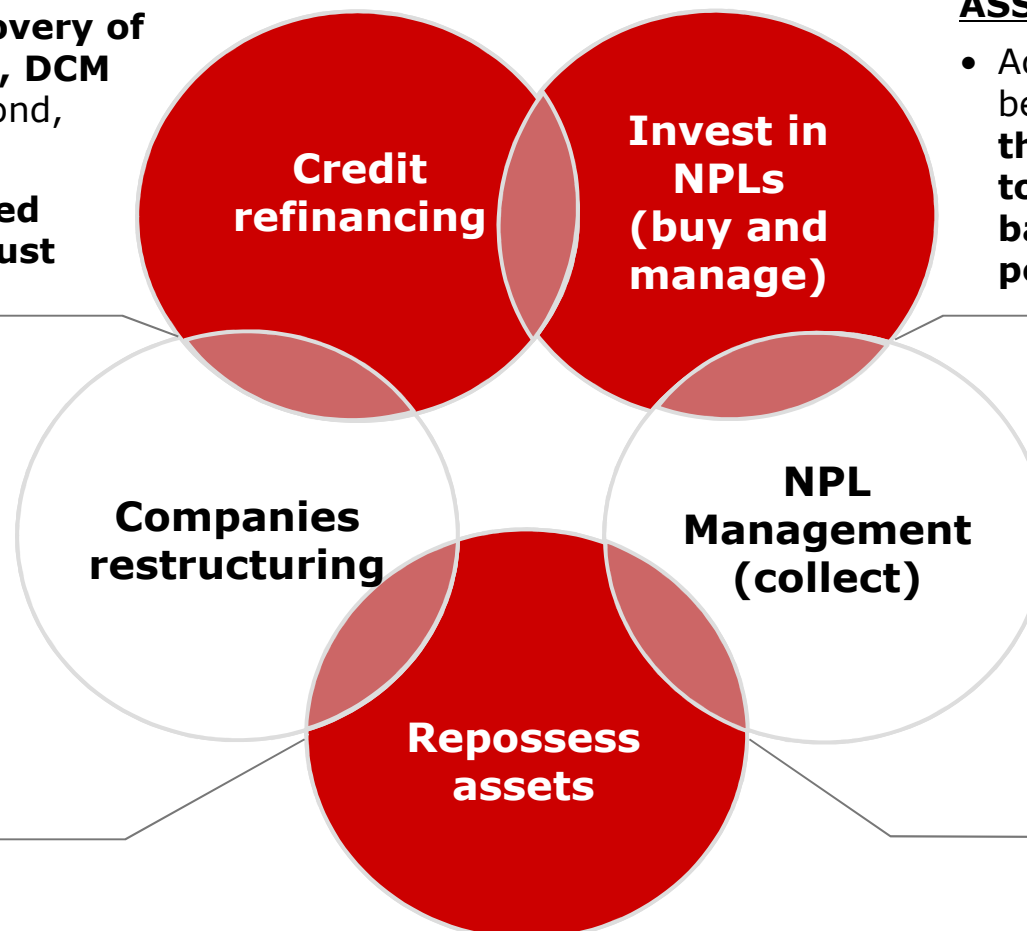 overy of
, DCM
ond,
ed
ust
ASS
• Ac
be
th
to
ba
po
Credit
refinancing
Invest in
NPLs
(buy and
manage)
Companies
restructuring
NPL
Management
(collect)
Repossess
assets